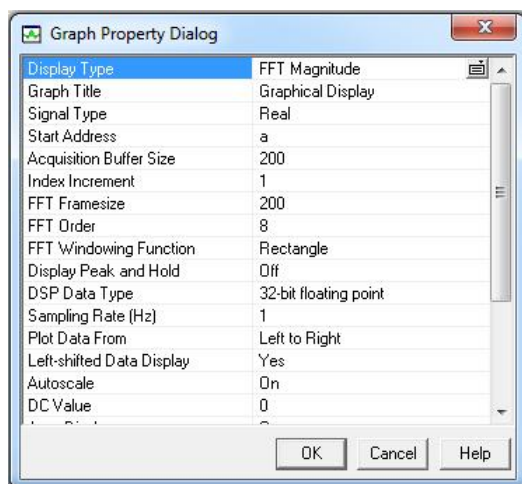 Graph Property Dialog
Display Type FFT Magnitude
Graph Title Graphical Display
Signal Type Real
Start Address a
Acquisition Buffer Size 200
Index Increment 1
FFT Framesize 200
FFT Order 8
FFT Windowing Function Rectangle
Display Peak and Hold Off
DSP Data Type 32-bit floating point
Sampling Rate (Hz) 1
Plot Data From Left to Right
Left-shifted Data Display Yes
Autoscale On
DC Value 0
OK Cancel Help